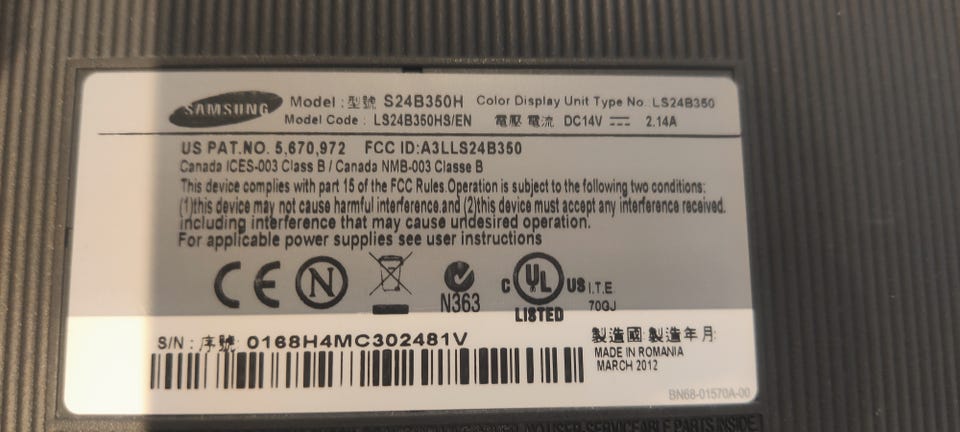 SAMSUNG Model : 型號 S24B350H Color Display Unit Type No. : LS24B350
Model Code : LS24B350HS/EN 電壓 電流 DC14V 2.14A
US PAT.NO. 5,670,972 FCC ID:A3LLS24B350
Canada ICES-003 Class B / Canada NMB-003 Classe B
This device complies with part 15 of the FCC Rules.Operation is subject to the following two conditions:
(1)this device may not cause harmful interference.and (2)this device must accept any interference received.
including interference that may cause undesired operation.
For applicable power supplies see user instructions
CE N N363 C UL US LISTED I.T.E 70GJ
S/N : 序號 0168H4MC302481V
製造國 製造年月
MADE IN ROMANIA
MARCH 2012
BN68-01570A-00
NO USER-SERVICEABLE PARTS INSIDE